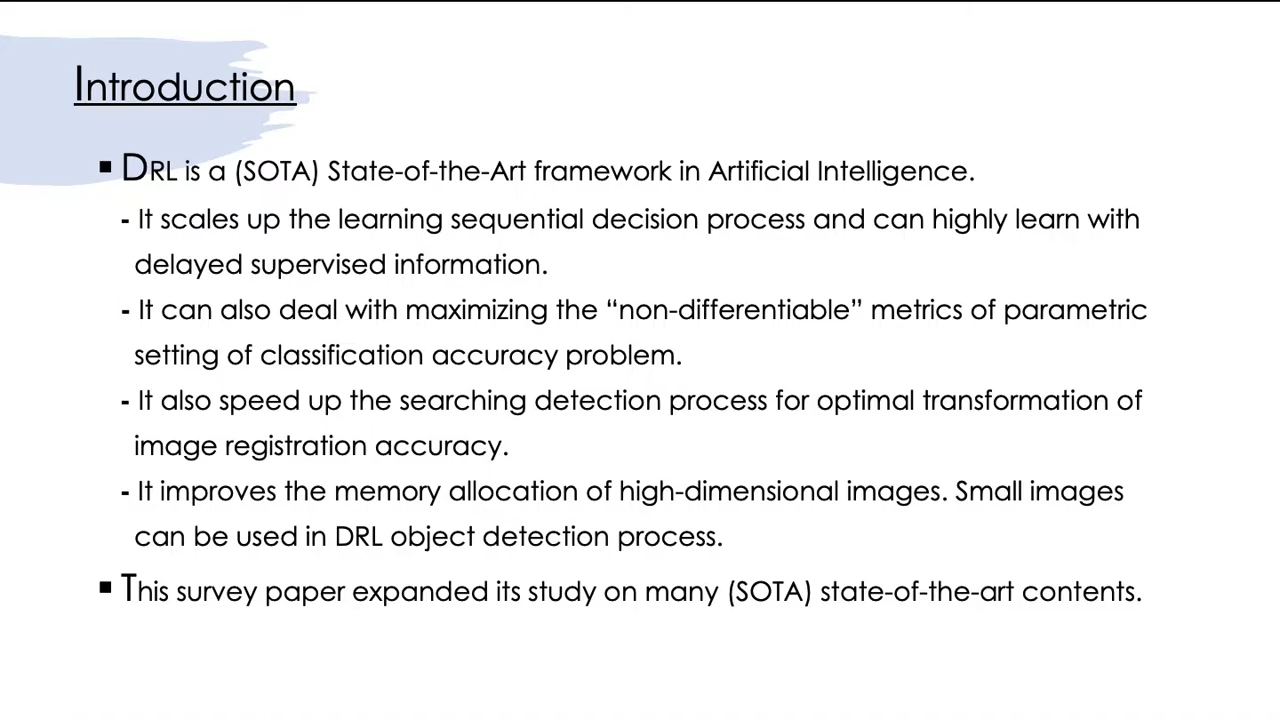 Introduction
▪ DRL is a (SOTA) State-of-the-Art framework in Artificial Intelligence.
- It scales up the learning sequential decision process and can highly learn with
delayed supervised information.
- It can also deal with maximizing the “non-differentiable” metrics of parametric
setting of classification accuracy problem.
- It also speed up the searching detection process for optimal transformation of
image registration accuracy.
- It improves the memory allocation of high-dimensional images. Small images
can be used in DRL object detection process.
▪ This survey paper expanded its study on many (SOTA) state-of-the-art contents.